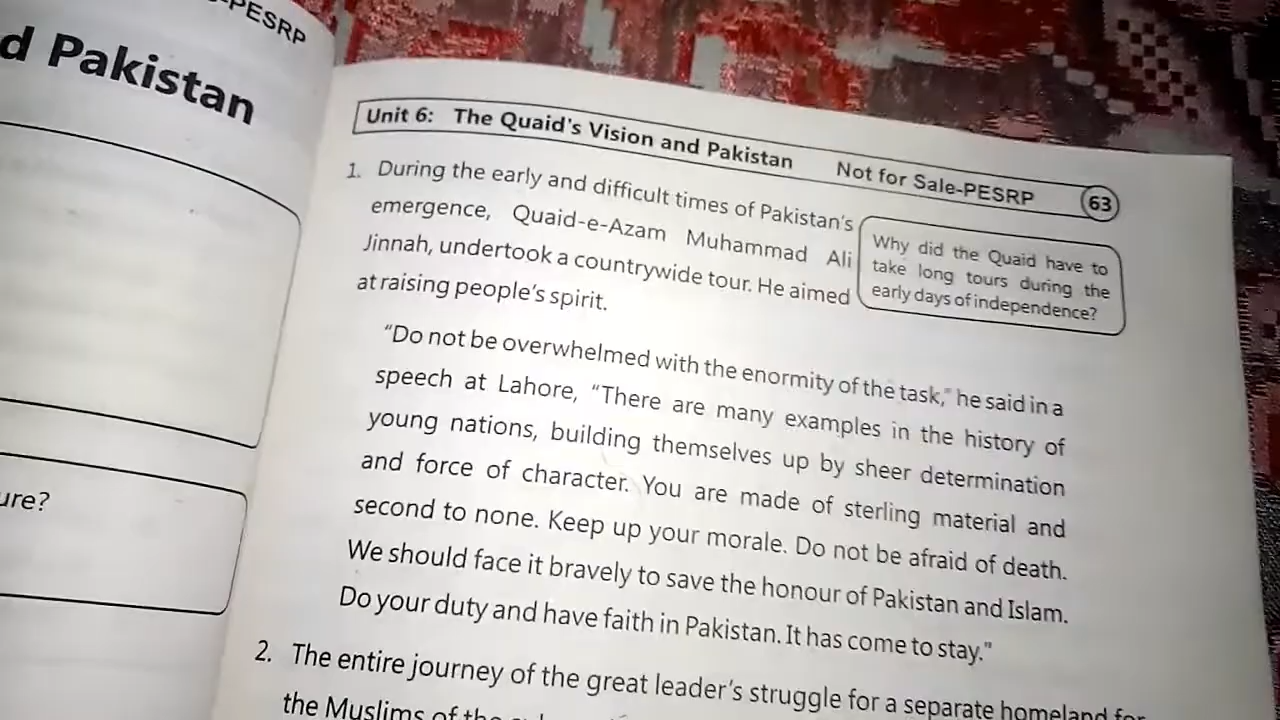 -PESRP
d Pakistan
ure?
Unit 6: The Quaid's Vision and Pakistan Not for Sale-PESRP 63
1. During the early and difficult times of Pakistan's
emergence, Quaid-e-Azam Muhammad Ali
Jinnah, undertook a countrywide tour. He aimed
at raising people's spirit.
Why did the Quaid have to
take long tours during the
early days of independence?
"Do not be overwhelmed with the enormity of the task," he said in a
speech at Lahore, "There are many examples in the history of
young nations, building themselves up by sheer determination
and force of character. You are made of sterling material and
second to none. Keep up your morale. Do not be afraid of death.
We should face it bravely to save the honour of Pakistan and Islam.
Do your duty and have faith in Pakistan. It has come to stay."
2. The entire journey of the great leader's struggle for a separate homeland for
the Muslims of the